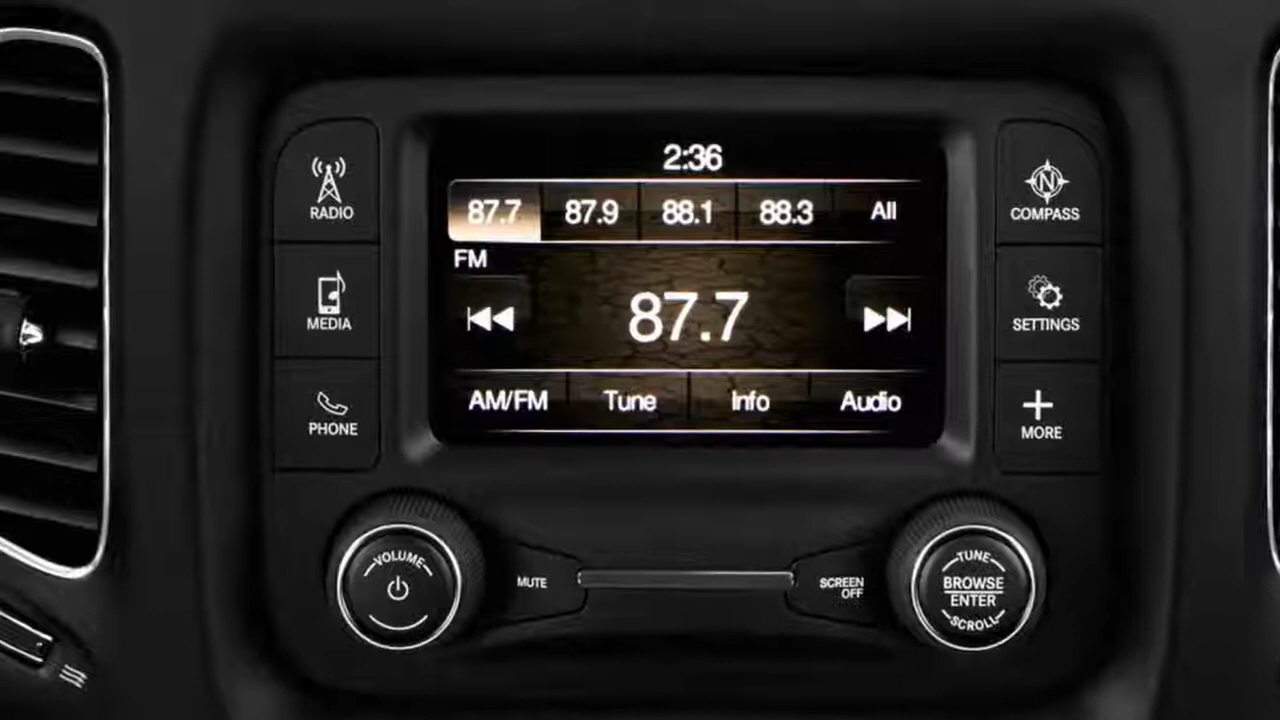 2:36
87.7 87.9 88.1 88.3 All
FM
87.7
AM/FM Tune Info Audio
RADIO
MEDIA
PHONE
N
COMPASS
SETTINGS
MORE
VOLUME
MUTE
SCREEN
OFF
TUNE
BROWSE
ENTER
SCROLL